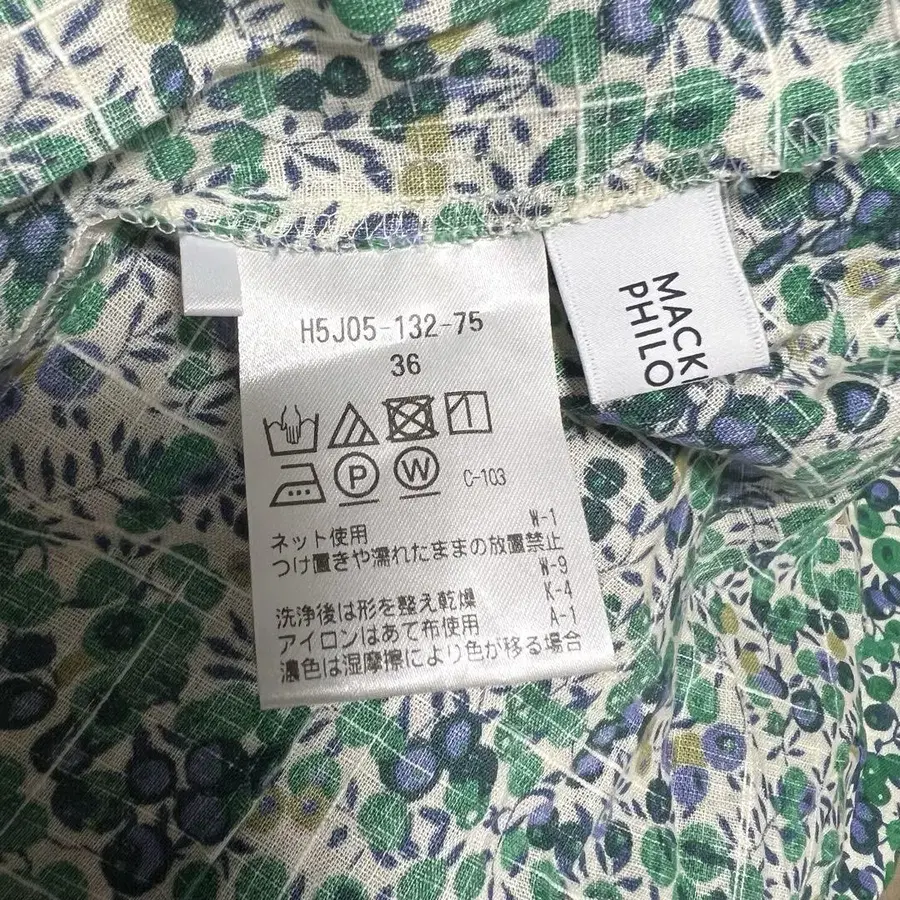 H5J05-132-75
36
P W C-103
W-1
ネット使用
つけ置きや濡れたままの放置禁止
W-9
洗浄後は形を整え乾燥 K-4
アイロンはあて布使用 A-1
濃色は湿摩擦により色が移る場合
MACK
PHILO